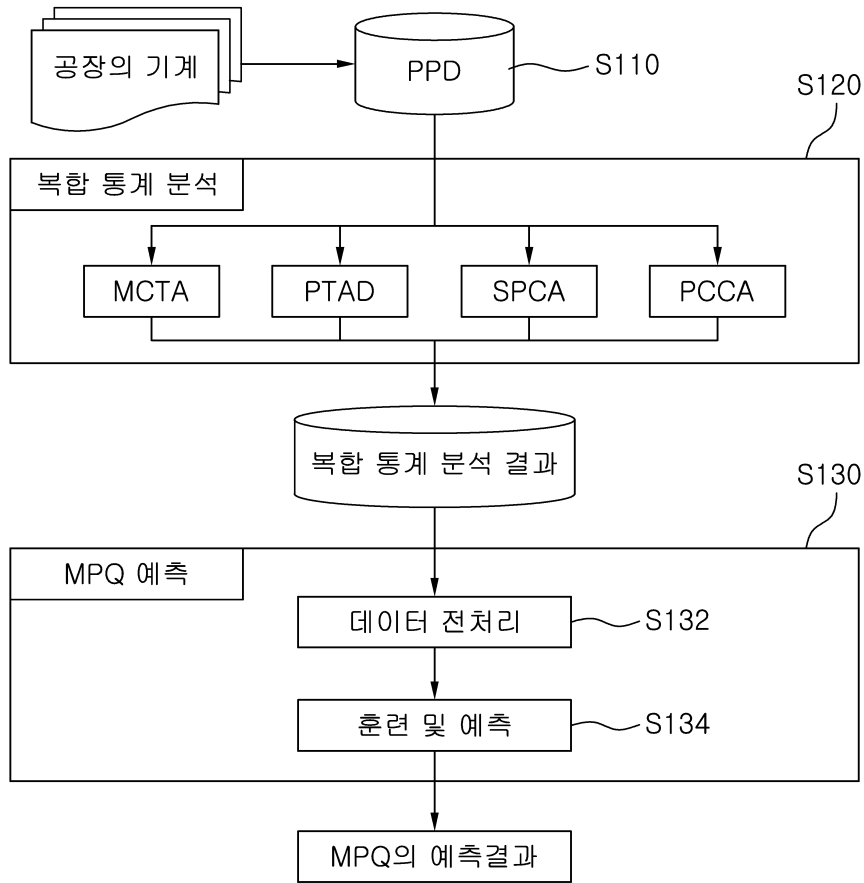 공장의 기계
PPD
S110
S120
복합 통계 분석
MCTA
PTAD
SPCA
PCCA
복합 통계 분석 결과
S130
MPQ 예측
데이터 전처리
S132
훈련 및 예측
S134
MPQ의 예측결과